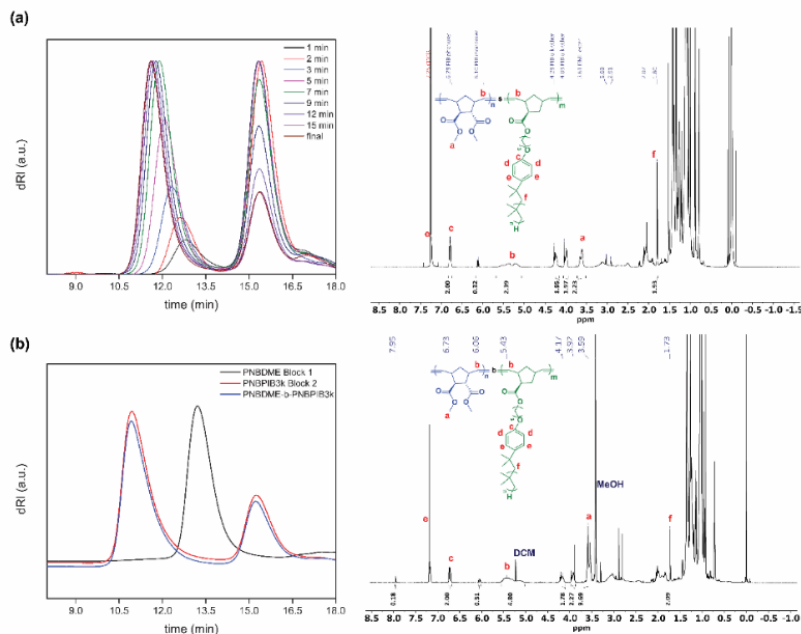 (a)
1 min
2 min
3 min
5 min
7 min
9 min
12 min
15 min
final
dRI (a.u.)
9.0 10.5 12.0 13.5 15.0 16.5 18.0
time (min)
b b
n s m
a
c
d d
e e
f
H
e c b a f
2.00
0.32
2.39
1.95
8.5 8.0 7.5 7.0 6.5 6.0 5.5 5.0 4.5 4.0 3.5 3.0 2.5 2.0 1.5 1.0 0.5 0.0 -0.5 -1.0 -1.5
ppm
(b)
PNBDME Block 1
PNBPIB3k Block 2
PNBDME-b-PNBPIB3k
dRI (a.u.)
9.0 10.5 12.0 13.5 15.0 16.5 18.0
time (min)
7.95 6.73 6.06 5.43 4.17 3.92 3.59 1.73
b b
n b m
a
c
d d
e e
f
H
MeOH
DCM
e c b a f
0.18
2.00
0.31
4.80
2.09
8.5 8.0 7.5 7.0 6.5 6.0 5.5 5.0 4.5 4.0 3.5 3.0 2.5 2.0 1.5 1.0 0.5 0.0 -0.5 -1.0
ppm